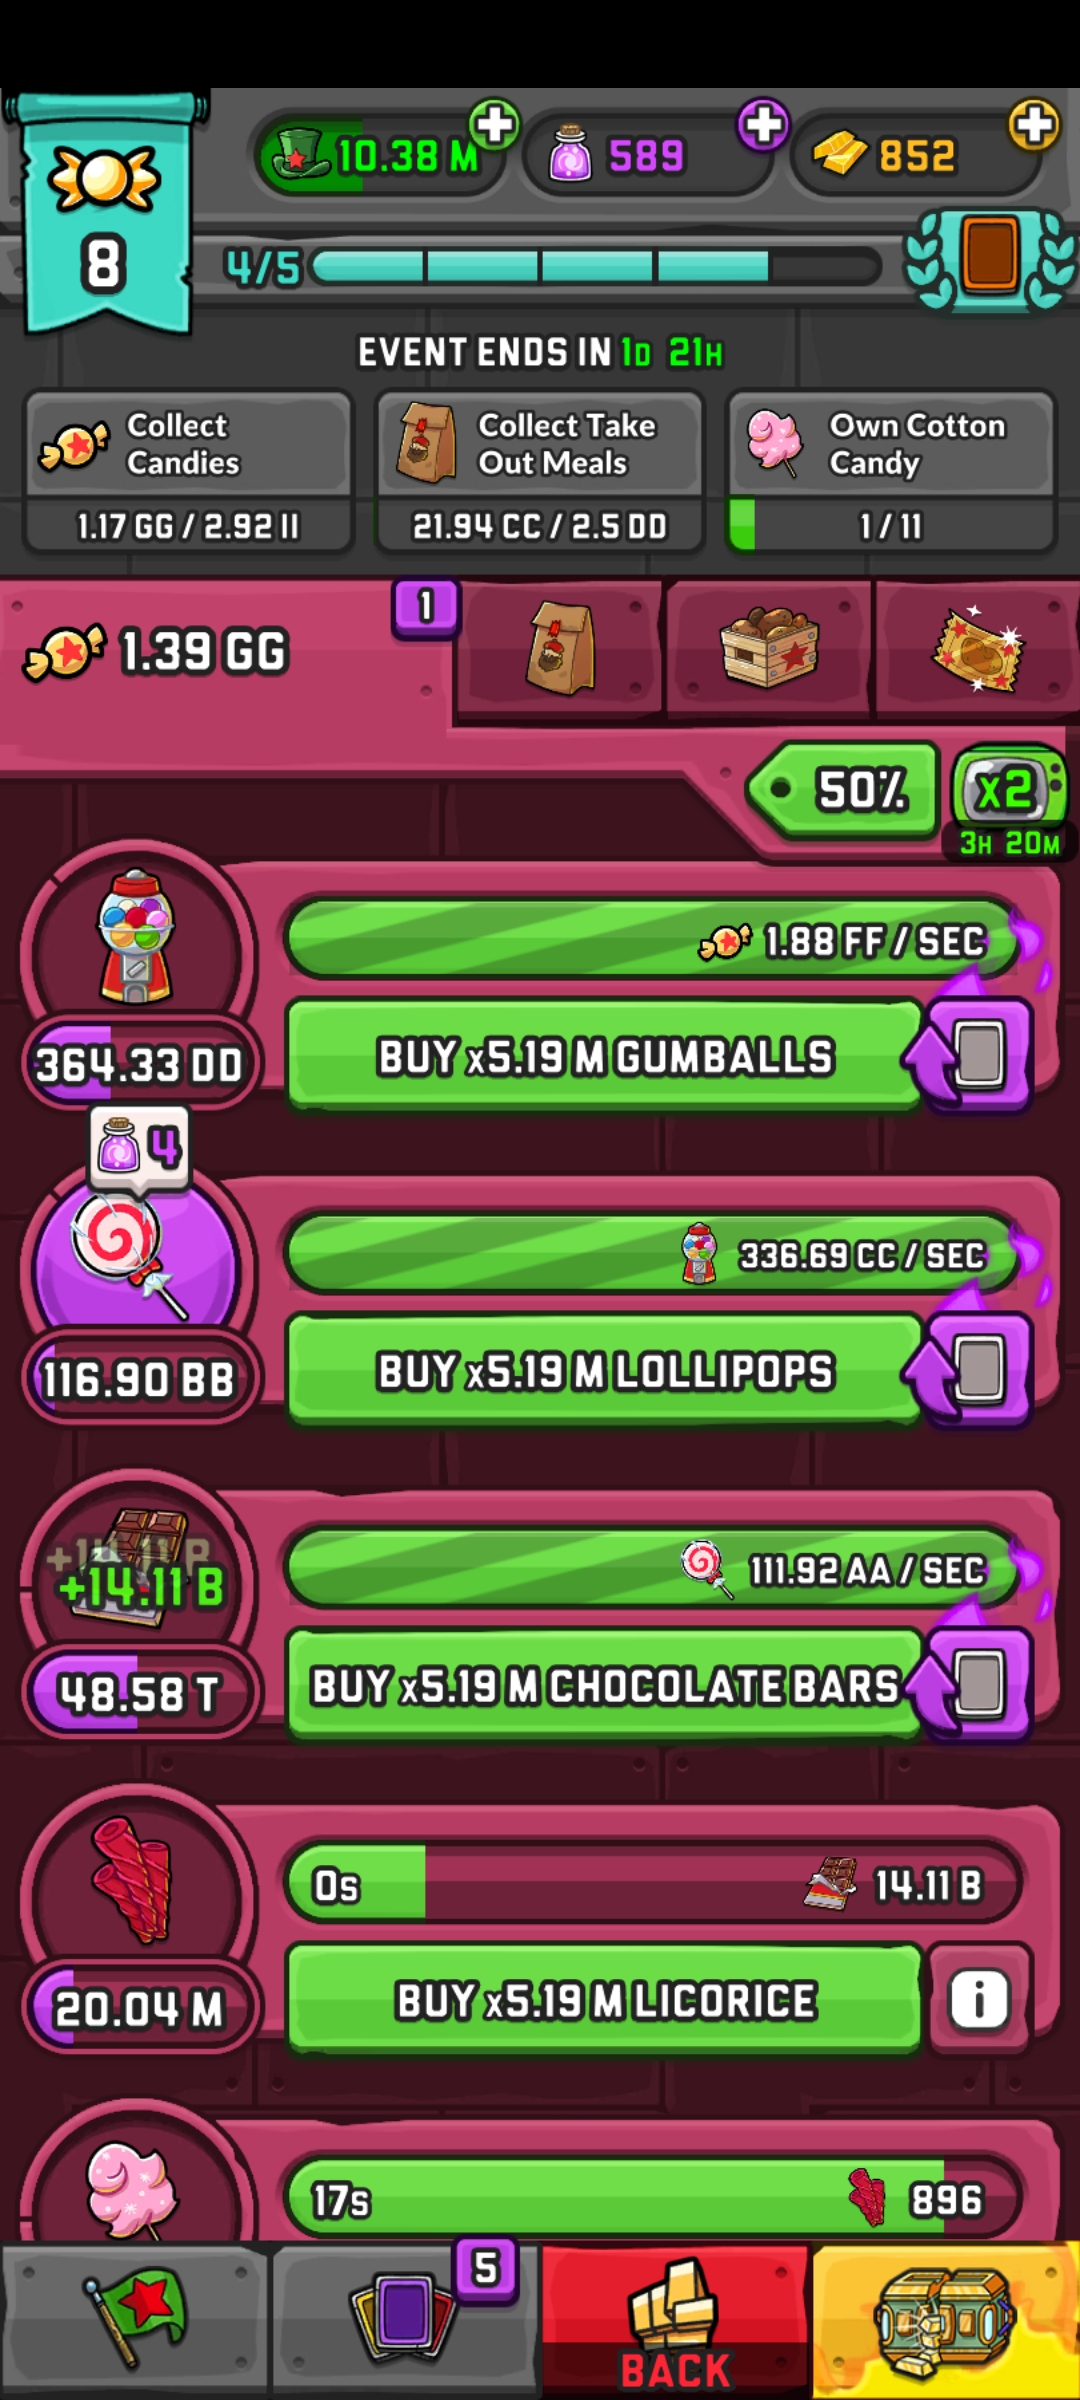 10.38 M
589
852
8
4/5
EVENT ENDS IN 1D 21H
Collect
Candies
1.17 GG / 2.92 II
Collect Take
Out Meals
21.94 CC / 2.5 DD
Own Cotton
Candy
1 / 11
1.39 GG
1
50%
x2
3H 20M
1.88 FF / SEC
BUY x5.19 M GUMBALLS
364.33 DD
4
336.69 CC / SEC
BUY x5.19 M LOLLIPOPS
116.90 BB
+14.11 B
+14.11 B
111.92 AA / SEC
BUY x5.19 M CHOCOLATE BARS
48.58 T
0s
14.11 B
BUY x5.19 M LICORICE
i
20.04 M
17s
896
5
BACK